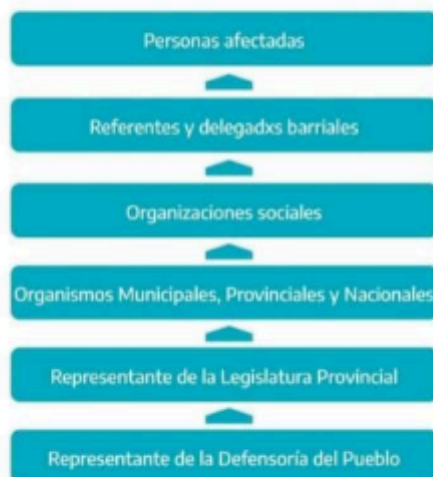 Personas afectadas
Referentes y delegadxs barriales
Organizaciones sociales
Organismos Municipales, Provinciales y Nacionales
Representante de la Legislatura Provincial
Representante de la Defensoría del Pueblo